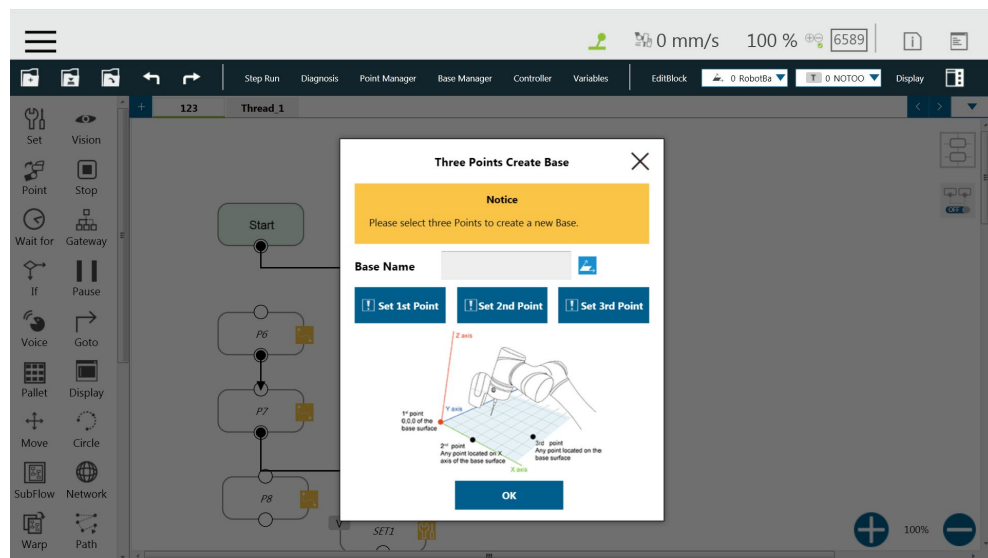 0 mm/s 100 % 6589
Step Run Diagnosis Point Manager Base Manager Controller Variables EditBlock 0 RobotBa T 0 NOTOO Display
+ 123 Thread_1
Set Vision
Point Stop
Wait for Gateway
If Pause
Voice Goto
Pallet Display
Move Circle
SubFlow Network
Warp Path
Start
P6
P7
P8
V
SET1
OFF
100%
Three Points Create Base
Notice
Please select three Points to create a new Base.
Base Name
Set 1st Point Set 2nd Point Set 3rd Point
Z axis
Y axis
1st point
0,0,0 of the
base surface
2nd point
Any point located on X
axis of the base surface
3rd point
Any point located on the
base surface
X axis
OK